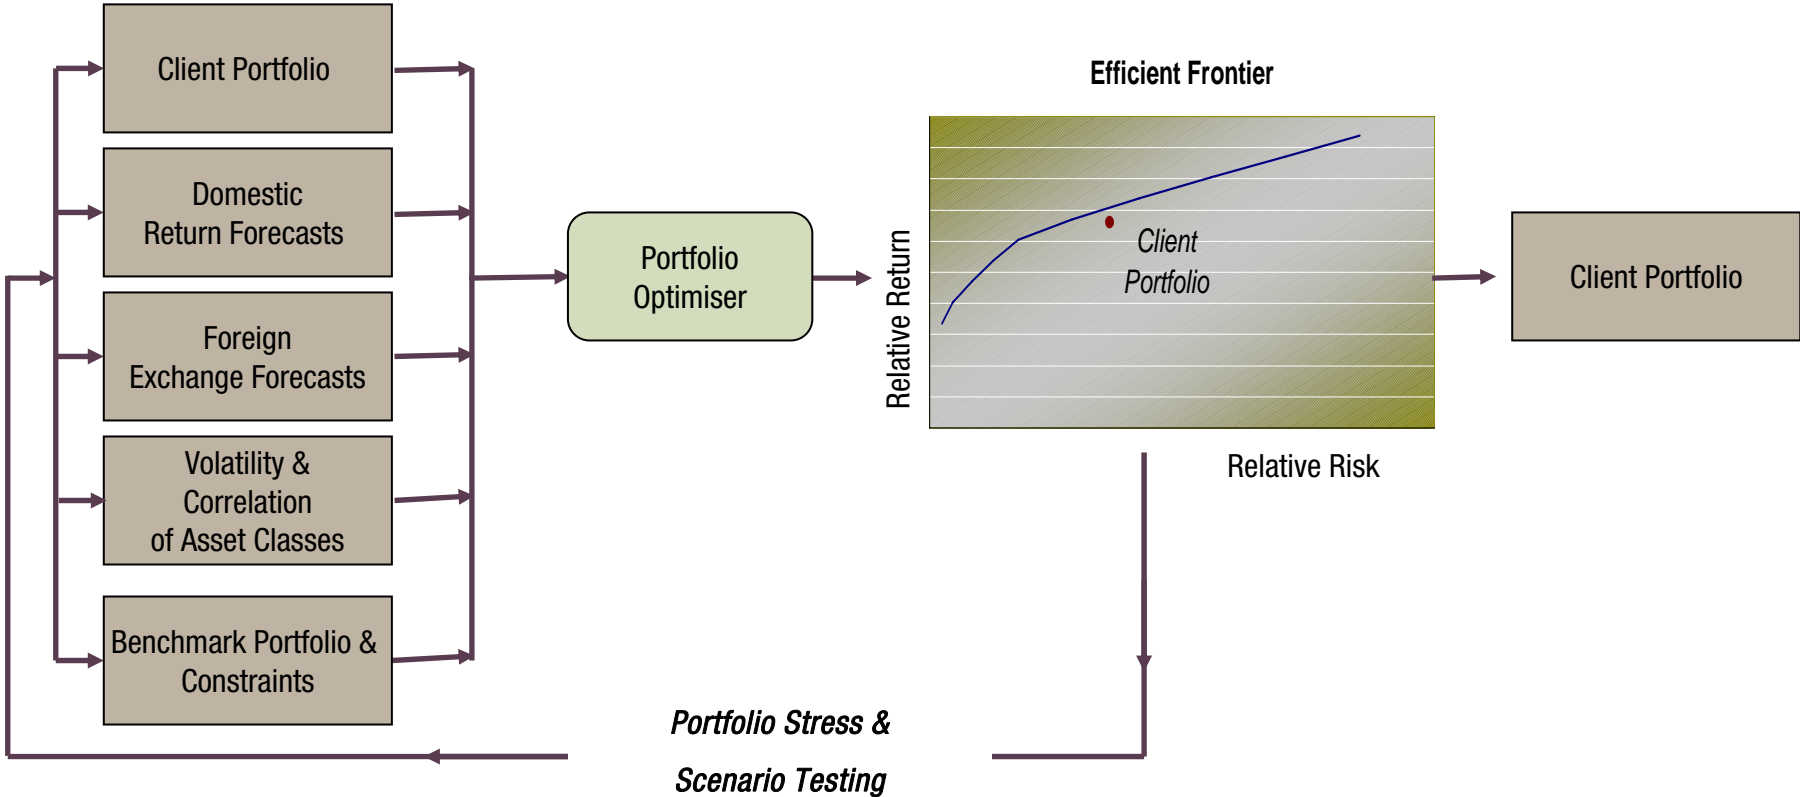 Client Portfolio
Domestic
Return Forecasts
Foreign
Exchange Forecasts
Volatility &
Correlation
of Asset Classes
Benchmark Portfolio &
Constraints
Portfolio
Optimiser
Efficient Frontier
Relative Return
Client
Portfolio
Relative Risk
Client Portfolio
Portfolio Stress &
Scenario Testing